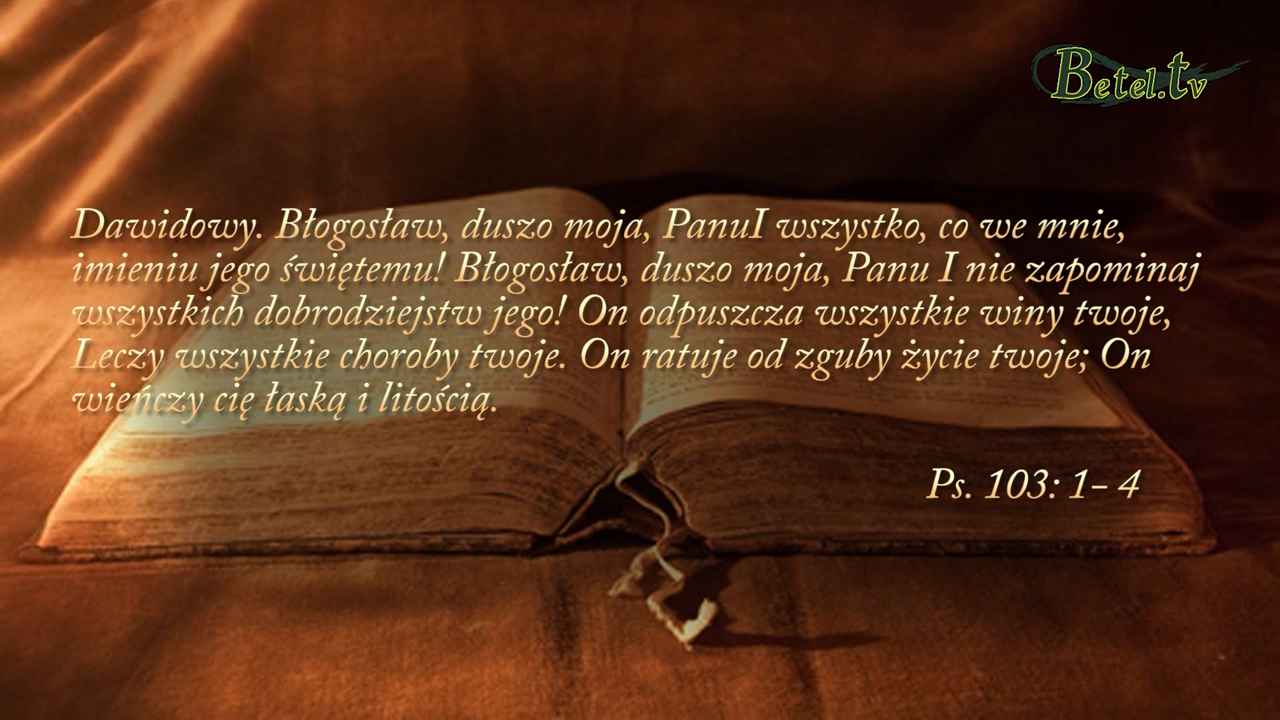 Betel.tv
Dawidowy. Błogosław, duszo moja, PanuI wszystko, co we mnie,
imieniu jego świętemu! Błogosław, duszo moja, Panu I nie zapominaj
wszystkich dobrodziejstw jego! On odpuszcza wszystkie winy twoje,
Leczy wszystkie choroby twoje. On ratuje od zguby życie twoje; On
wieńczy cię łaską i litością.
Ps. 103: 1- 4